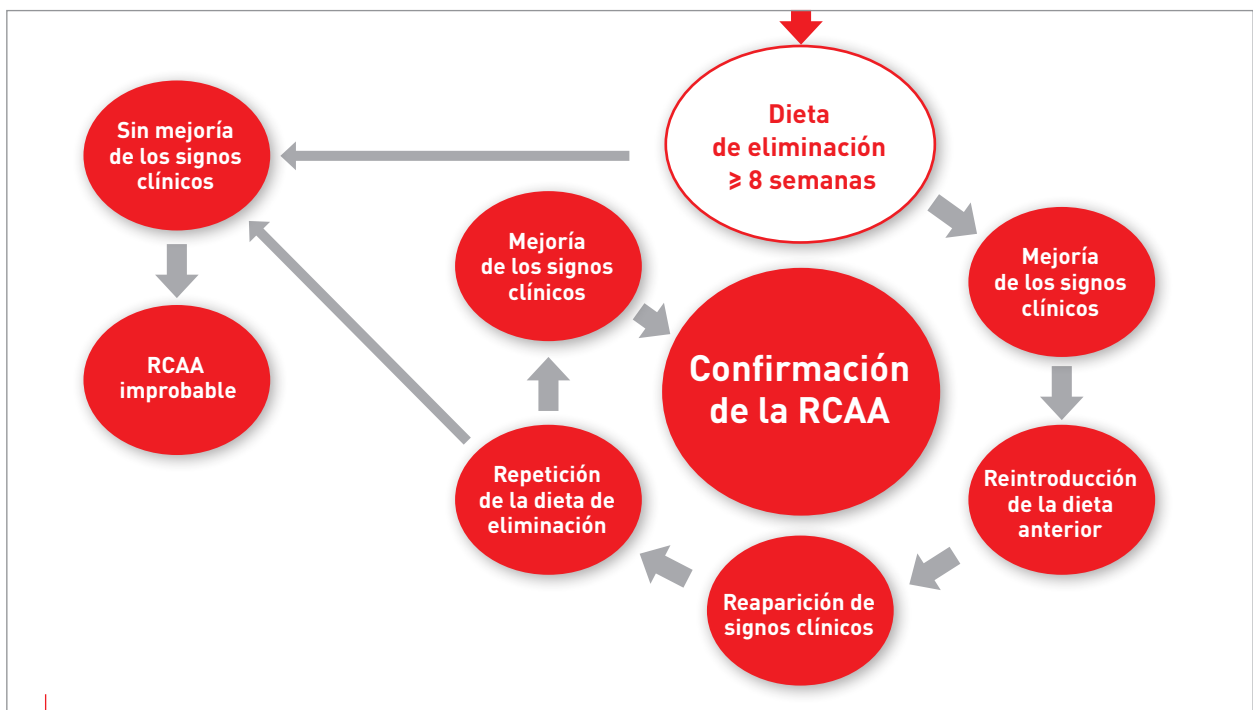 Dieta
de eliminación
≥ 8 semanas
Sin mejoría
de los signos
clínicos
Mejoría
de los signos
clínicos
Mejoría
de los signos
clínicos
RCAA
improbable
Confirmación
de la RCAA
Repetición
de la dieta de
eliminación
Reintroducción
de la dieta
anterior
Reaparición de
signos clínicos